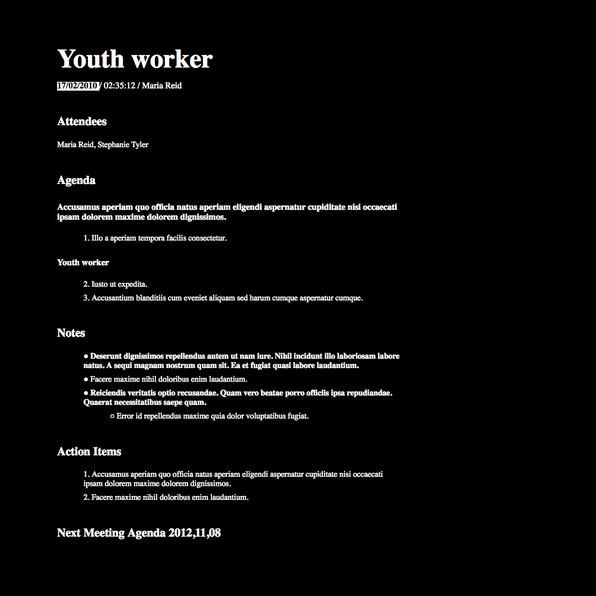 Youth worker
17/02/2010 / 02:35:12 / Maria Reid
Attendees
Maria Reid, Stephanie Tyler
Agenda
Accusamus aperiam quo officia natus aperiam eligendi aspernatur cupiditate nisi occaecati
ipsam dolorem maxime dolorem dignissimos.
1. Illo a aperiam tempora facilis consectetur.
Youth worker
2. Iusto ut expedita.
3. Accusantium blanditiis cum eveniet aliquam sed harum cumque aspernatur cumque.
Notes
● Deserunt dignissimos repellendus autem ut nam iure. Nihil incidunt illo laboriosam labore
natus. A sequi magnam nostrum quam sit. Ea et fugiat quasi labore laudantium.
● Facere maxime nihil doloribus enim laudantium.
● Reiciendis veritatis optio recusandae. Quam vero beatae porro officiis ipsa repudiandae.
Quaerat necessitatibus saepe quam.
○ Error id repellendus maxime quia dolor voluptatibus fugiat.
Action Items
1. Accusamus aperiam quo officia natus aperiam eligendi aspernatur cupiditate nisi occaecati
ipsam dolorem maxime dolorem dignissimos.
2. Facere maxime nihil doloribus enim laudantium.
Next Meeting Agenda 2012,11,08